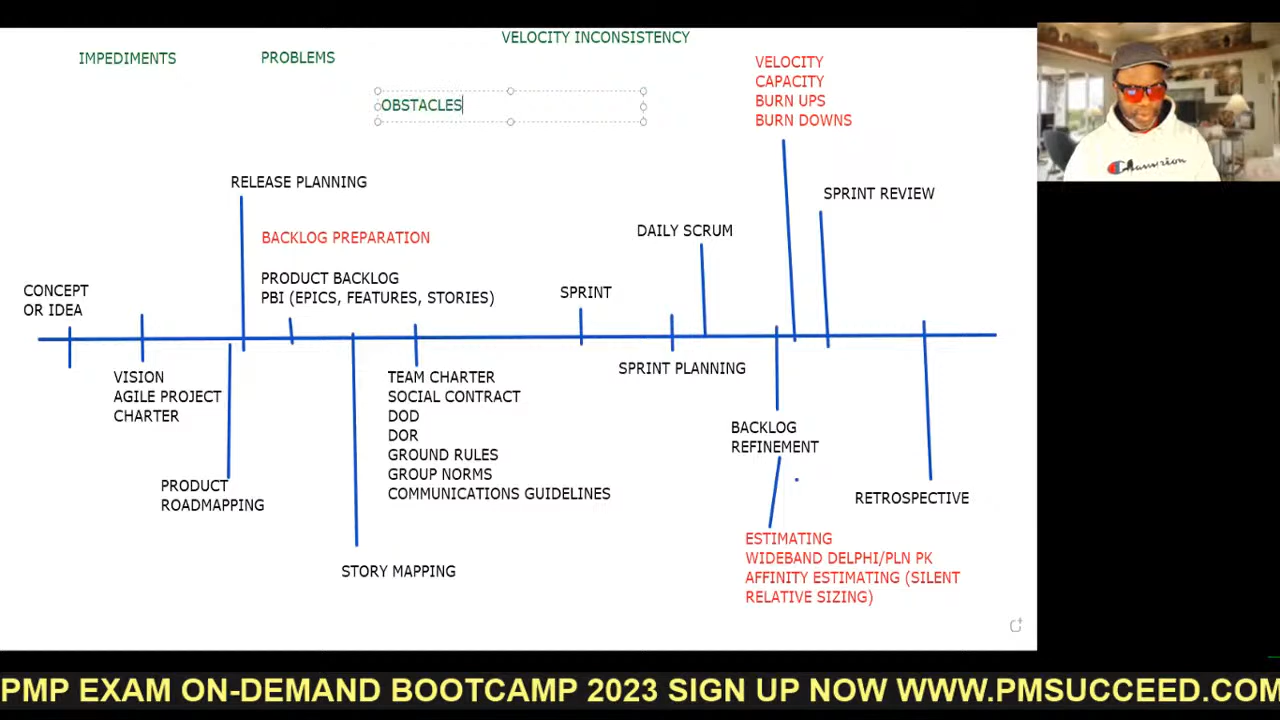 VELOCITY INCONSISTENCY
IMPEDIMENTS
PROBLEMS
OBSTACLES
VELOCITY
CAPACITY
BURN UPS
BURN DOWNS
RELEASE PLANNING
SPRINT REVIEW
BACKLOG PREPARATION
DAILY SCRUM
PRODUCT BACKLOG
PBI (EPICS, FEATURES, STORIES)
CONCEPT
OR IDEA
SPRINT
VISION
AGILE PROJECT
CHARTER
TEAM CHARTER
SOCIAL CONTRACT
DOD
DOR
GROUND RULES
GROUP NORMS
COMMUNICATIONS GUIDELINES
SPRINT PLANNING
BACKLOG
REFINEMENT
PRODUCT
ROADMAPPING
RETROSPECTIVE
STORY MAPPING
ESTIMATING
WIDEBAND DELPHI/PLN PK
AFFINITY ESTIMATING (SILENT
RELATIVE SIZING)
Champion
PMP EXAM ON-DEMAND BOOTCAMP 2023 SIGN UP NOW WWW.PMSUCCEED.COM